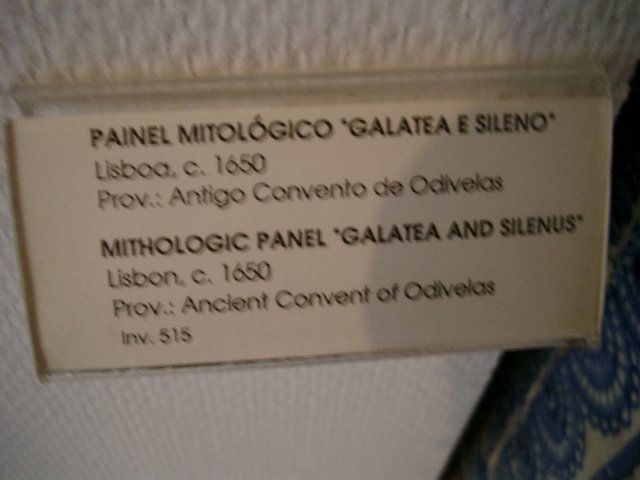 PAINEL MITOLÓGICO "GALATEA E SILENO"
Lisboa, c. 1650
Prov.: Antigo Convento de Odivelas
MITHOLOGIC PANEL "GALATEA AND SILENUS"
Lisbon, c. 1650
Prov.: Ancient Convent of Odivelas
Inv. 515